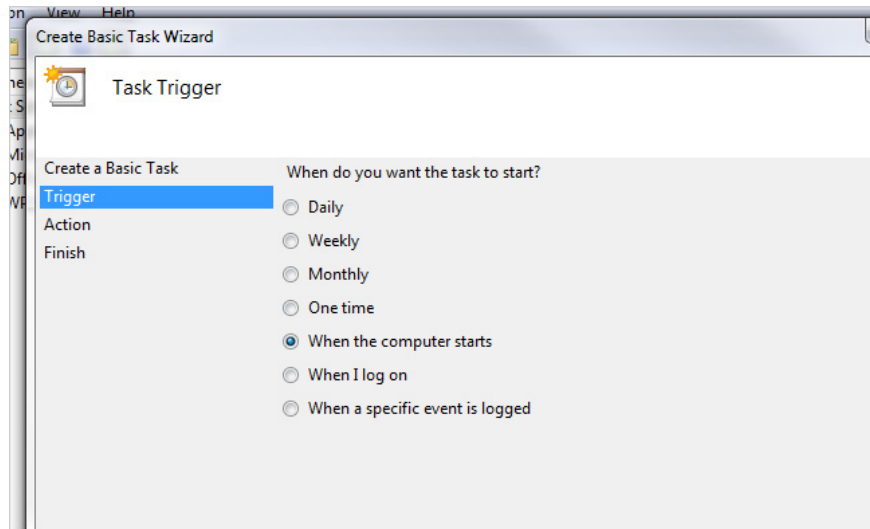 View Help
Create Basic Task Wizard
Task Trigger
Create a Basic Task
When do you want the task to start?
Trigger
Daily
Action
Weekly
Finish
Monthly
One time
When the computer starts
When I log on
When a specific event is logged